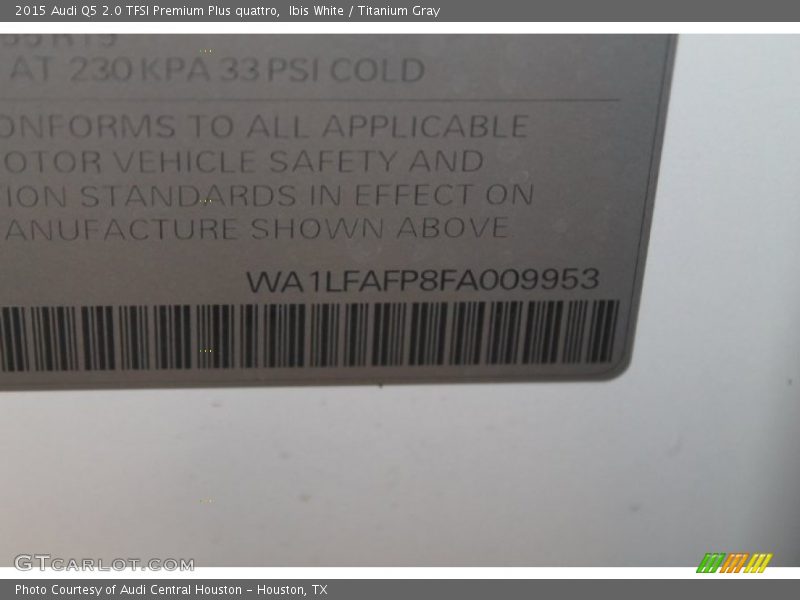 2015 Audi Q5 2.0 TFSI Premium Plus quattro, Ibis White / Titanium Gray
AT 230 KPA 33 PSI COLD
ONFORMS TO ALL APPLICABLE
OTOR VEHICLE SAFETY AND
ION STANDARDS IN EFFECT ON
ANUFACTURE SHOWN ABOVE.
WA1LFAFP8FA009953
GTCARLOT.COM
Photo Courtesy of Audi Central Houston - Houston, TX